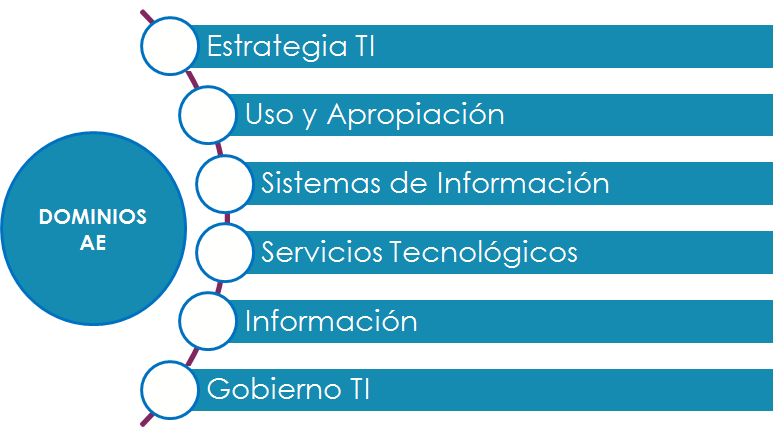 Estrategia TI
Uso y Apropiación
Sistemas de Información
DOMINIOS
AE
Servicios Tecnológicos
Información
Gobierno TI